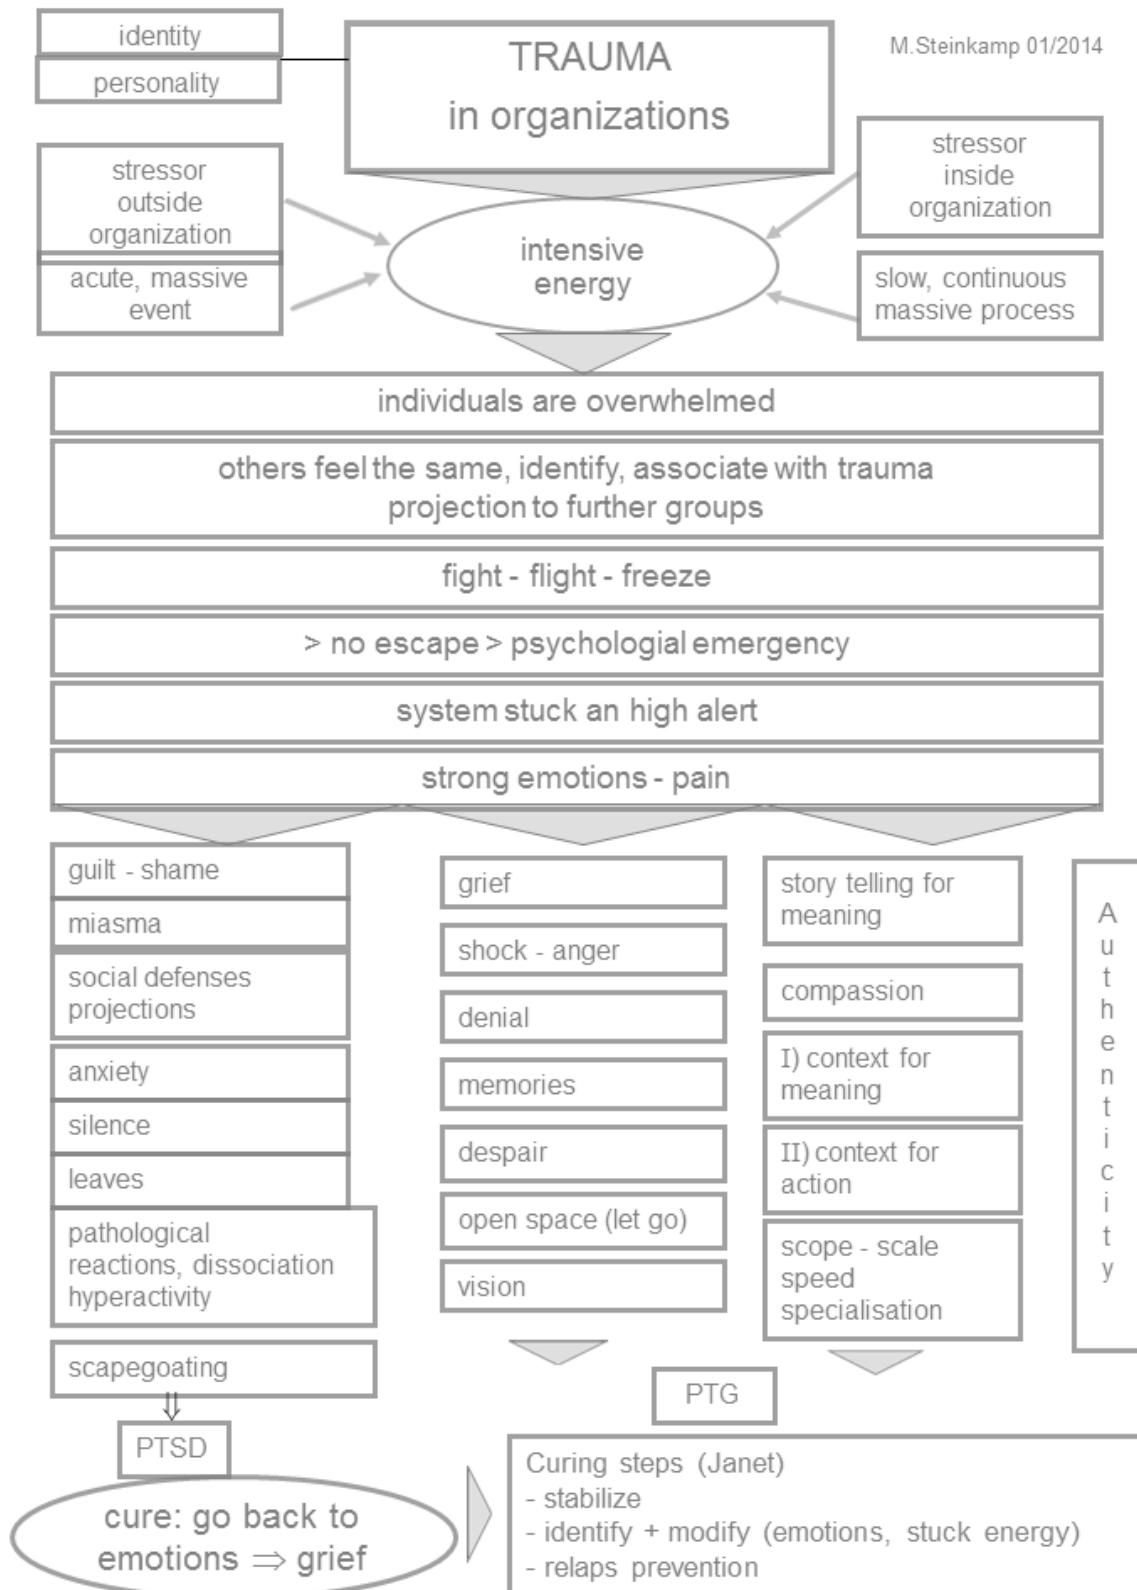 identity
personality
TRAUMA
in organizations
M.Steinkamp 01/2014
stressor
outside
organization
acute, massive
event
intensive
energy
stressor
inside
organization
slow, continuous
massive process
individuals are overwhelmed
others feel the same, identify, associate with trauma
projection to further groups
fight - flight - freeze
> no escape > psychologial emergency
system stuck an high alert
strong emotions - pain
guilt - shame
miasma
social defenses
projections
anxiety
silence
leaves
pathological
reactions, dissociation
hyperactivity
scapegoating
⇓
PTSD
cure: go back to
emotions ⇒ grief
grief
shock - anger
denial
memories
despair
open space (let go)
vision
story telling for
meaning
compassion
I) context for
meaning
II) context for
action
scope - scale
speed
specialisation
Authenticity
PTG
Curing steps (Janet)
- stabilize
- identify + modify (emotions, stuck energy)
- relaps prevention